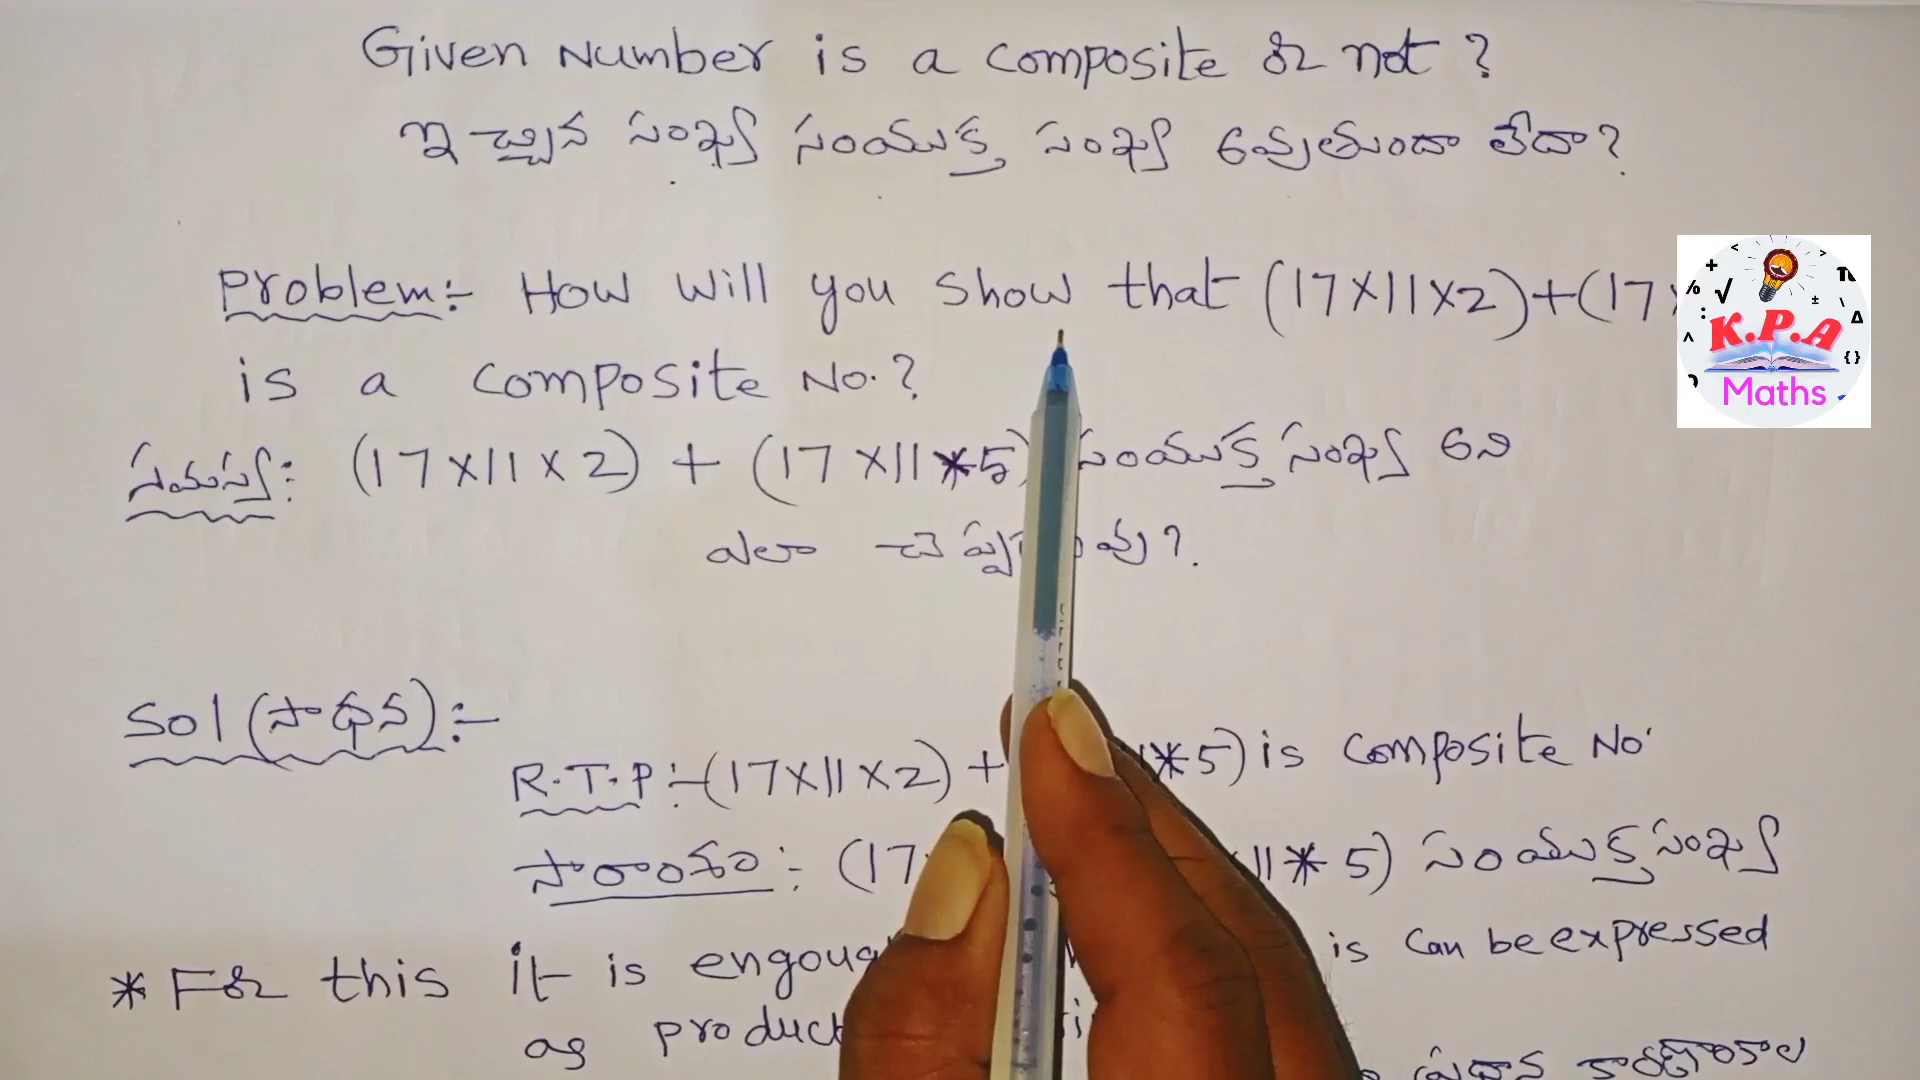 Given Number is a composite or not?
ఇచ్చిన సంఖ్య సంయుక్త సంఖ్య అవుతుందా లేదా?
Problem:- How will you show that (17×11×2)+(17
is a composite No.?
సమస్య: (17×11×2) + (17×11*5) సంయుక్త సంఖ్య అని
ఎలా వు?
Sol(సాధన):-
R.T.P:-(17×11×2) + *5) is composite No.
సారాంశం:- (17 11*5) సంయుక్త సంఖ్య
* For this it is is can be expressed
as product ప్రధాన కారణాంకాల
K.P.A
Maths